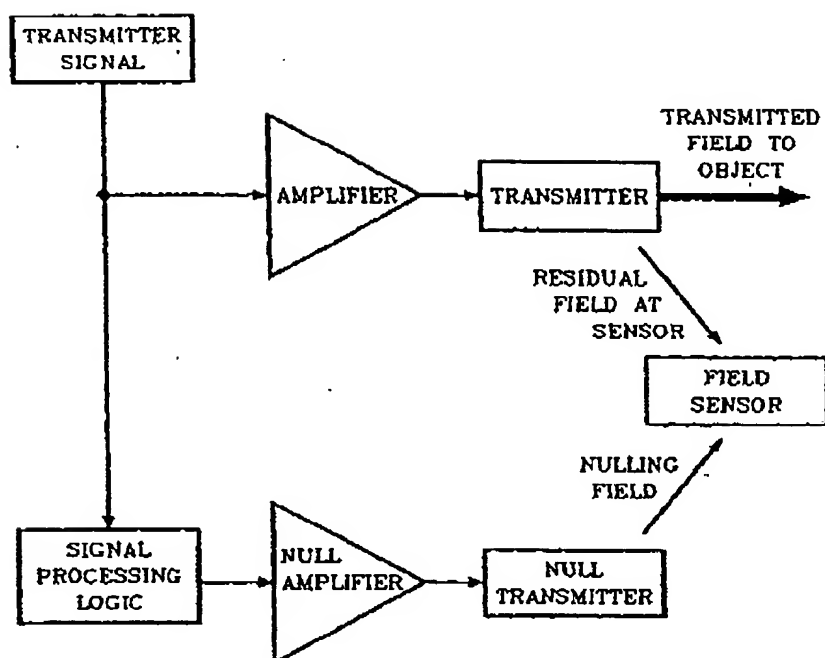 TRANSMITTER
SIGNAL
TRANSMITTED
FIELD TO
OBJECT
AMPLIFIER
TRANSMITTER
RESIDUAL
FIELD AT
SENSOR
FIELD
SENSOR
NULLING
FIELD
SIGNAL
PROCESSING
LOGIC
NULL
AMPLIFIER
NULL
TRANSMITTER